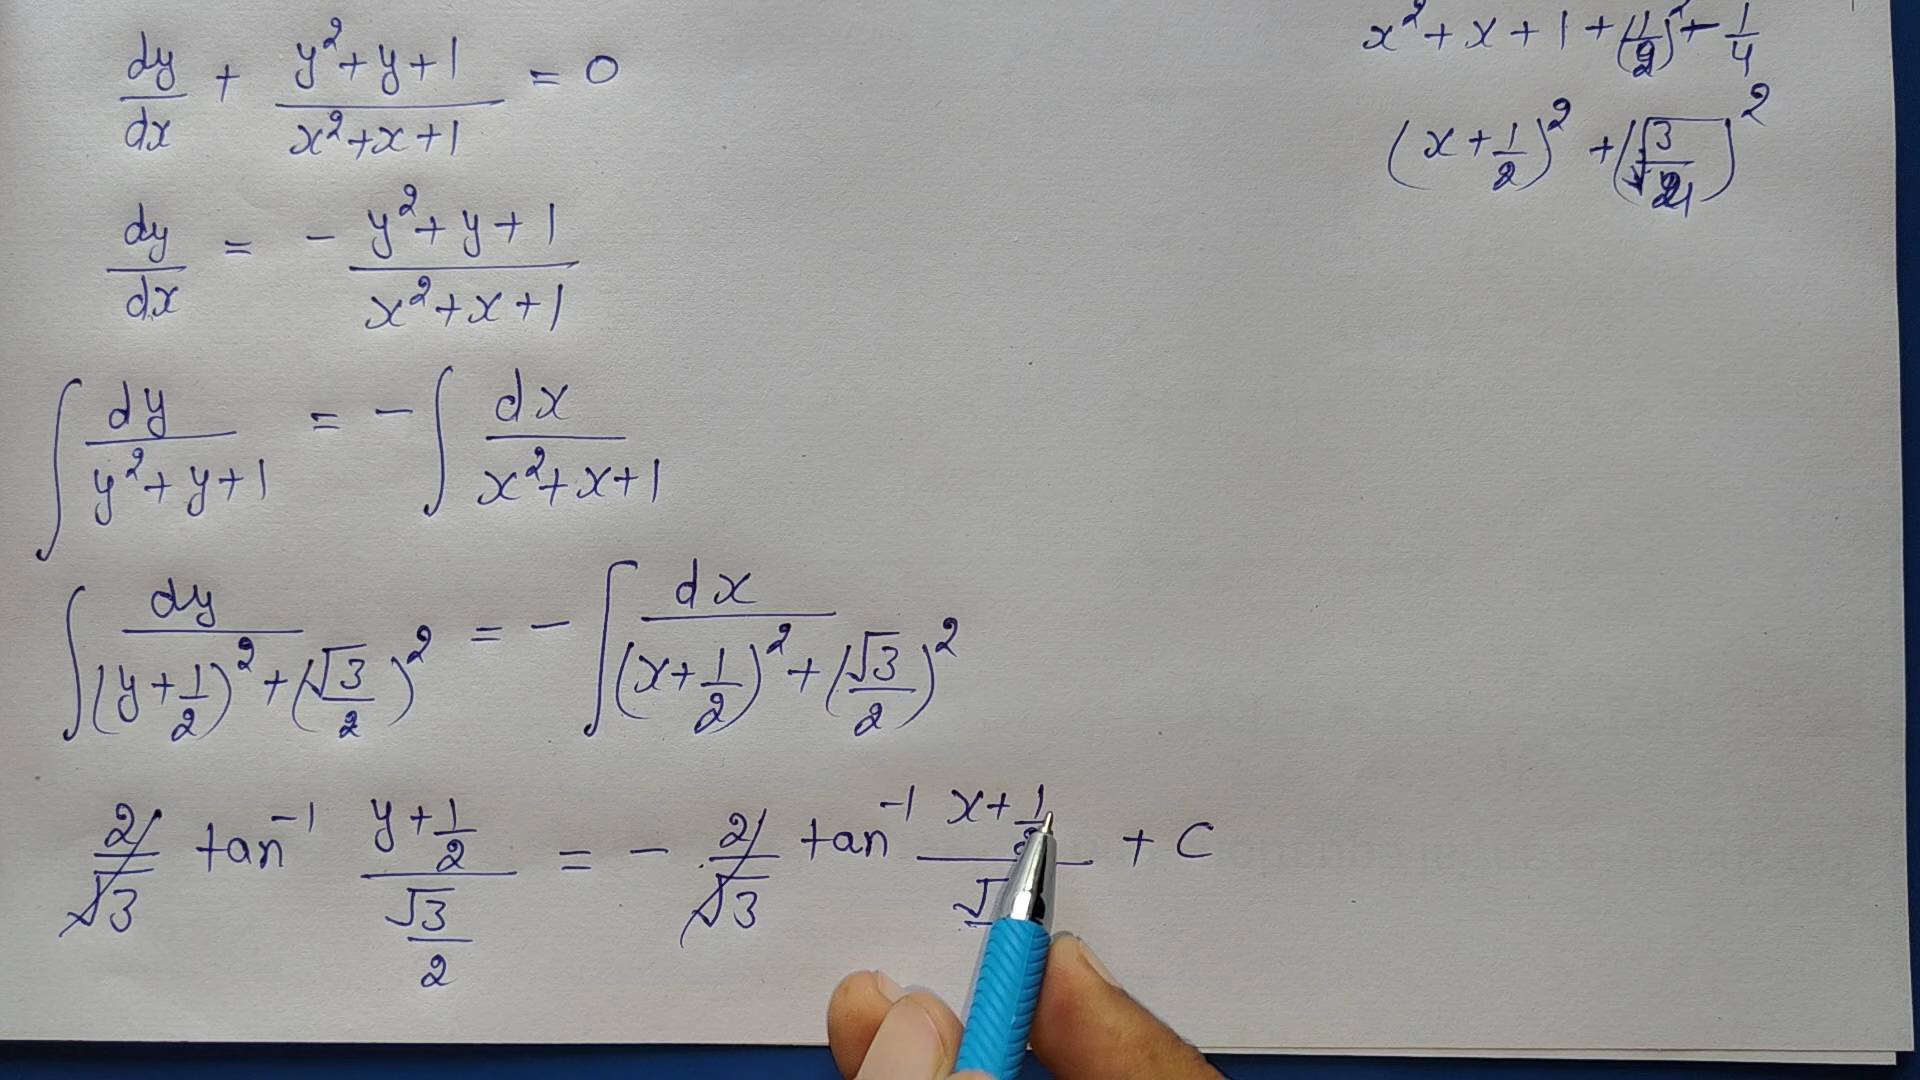 dy/dx + (y²+y+1)/(x²+x+1) = 0
dy/dx = - (y²+y+1)/(x²+x+1)
∫ dy/(y²+y+1) = - ∫ dx/(x²+x+1)
∫ dy/((y+1/2)²+(√3/2)²) = - ∫ dx/((x+1/2)²+(√3/2)²)
2/√3 tan⁻¹ (y+1/2)/(√3/2) = - 2/√3 tan⁻¹ (x+1/2)/√ + C
x²+x+1+(1/2)²-1/4
(x+1/2)²+(√3/2)²